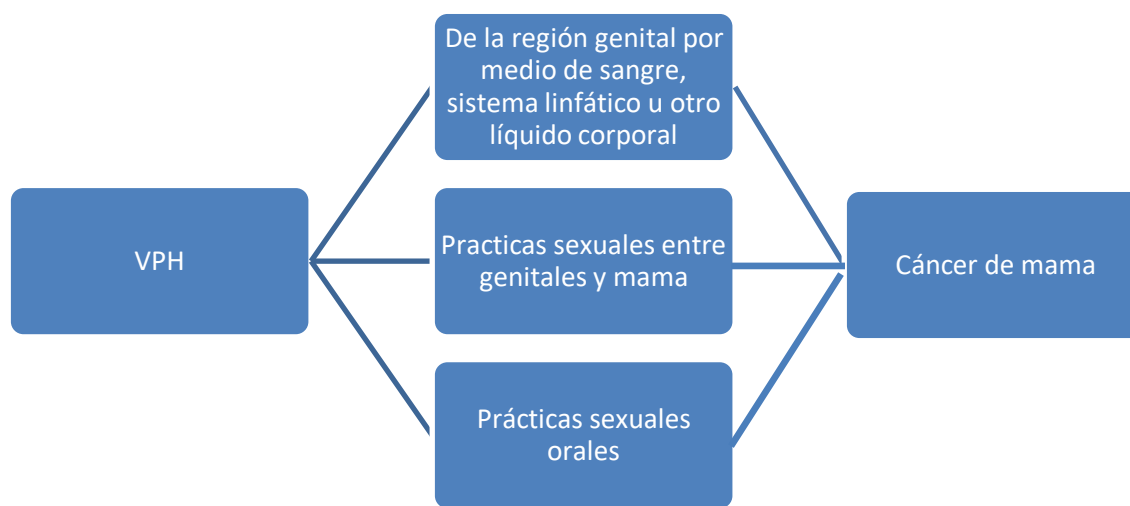 De la región genital por
medio de sangre,
sistema linfático u otro
líquido corporal
VPH
Practicas sexuales entre
genitales y mama
Cáncer de mama
Prácticas sexuales
orales